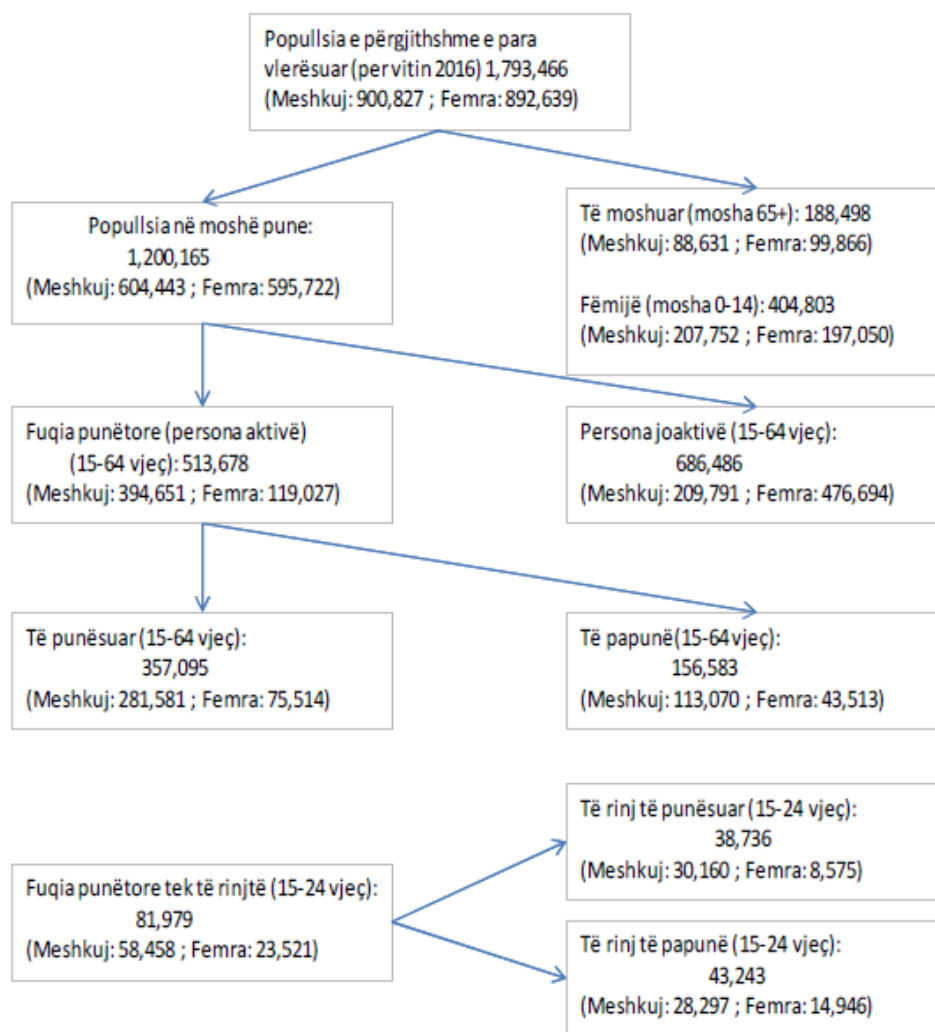 Popullsia e përgjithshme e para
vlerësuar (per vitin 2016) 1,793,466
(Meshkuj: 900,827 ; Femra: 892,639)
Popullsia në moshë pune:
1,200,165
(Meshkuj: 604,443 ; Femra: 595,722)
Të moshuar (mosha 65+): 188,498
(Meshkuj: 88,631 ; Femra: 99,866)
Fëmijë (mosha 0-14): 404,803
(Meshkuj: 207,752 ; Femra: 197,050)
Fuqia punëtore (persona aktivë)
(15-64 vjeç): 513,678
(Meshkuj: 394,651 ; Femra: 119,027)
Persona joaktivë (15-64 vjeç):
686,486
(Meshkuj: 209,791 ; Femra: 476,694)
Të punësuar (15-64 vjeç):
357,095
(Meshkuj: 281,581 ; Femra: 75,514)
Të papunë(15-64 vjeç):
156,583
(Meshkuj: 113,070 ; Femra: 43,513)
Fuqia punëtore tek të rinjtë (15-24 vjeç):
81,979
(Meshkuj: 58,458 ; Femra: 23,521)
Të rinj të punësuar (15-24 vjeç):
38,736
(Meshkuj: 30,160 ; Femra: 8,575)
Të rinj të papunë (15-24 vjeç):
43,243
(Meshkuj: 28,297 ; Femra: 14,946)